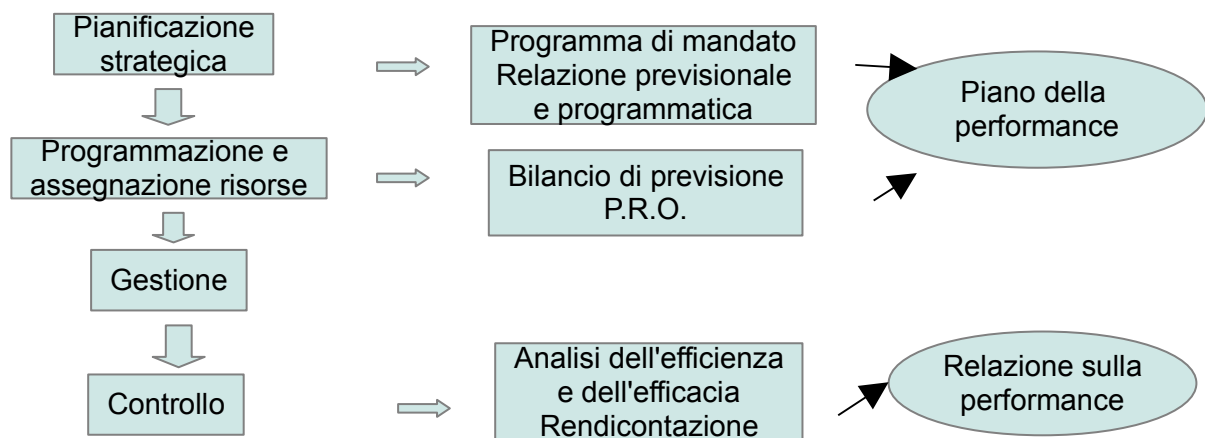 Pianificazione
strategica
Programma di mandato
Relazione previsionale
e programmatica
Piano della
performance
Programmazione e
assegnazione risorse
Bilancio di previsione
P.R.O.
Gestione
Controllo
Analisi dell'efficienza
e dell'efficacia
Rendicontazione
Relazione sulla
performance